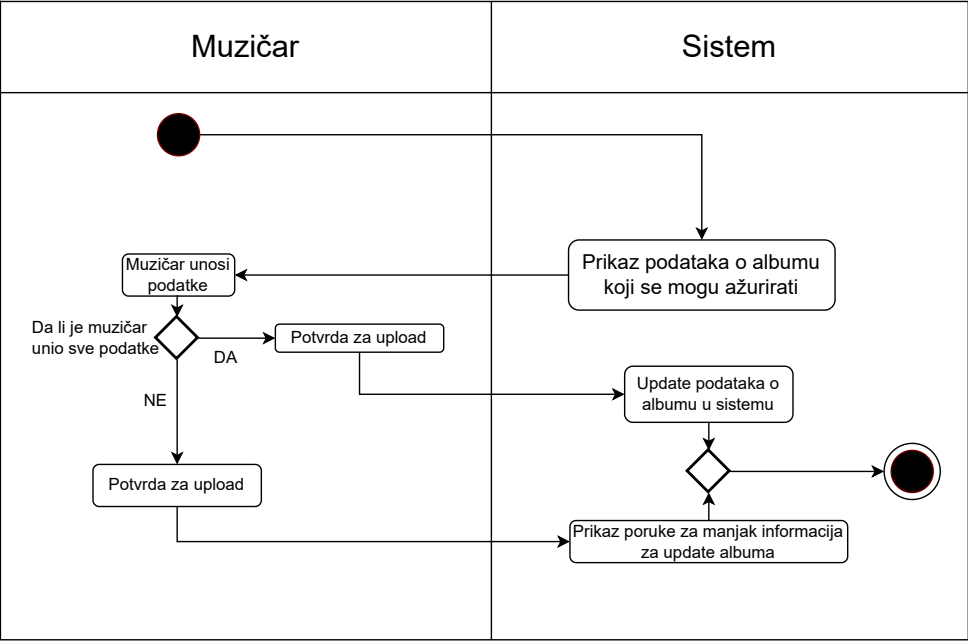 Muzičar
Sistem
Prikaz podataka o albumu
koji se mogu ažurirati
Muzičar unosi
podatke
Da li je muzičar
unio sve podatke
DA
Potvrda za upload
NE
Update podataka o
albumu u sistemu
Potvrda za upload
Prikaz poruke za manjak informacija
za update albuma